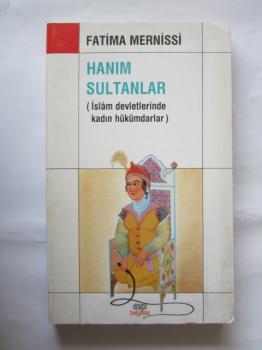 FATİMA MERNİSSİ
HANIM
SULTANLAR
( İslâm devletlerinde
kadın hükümdarlar )